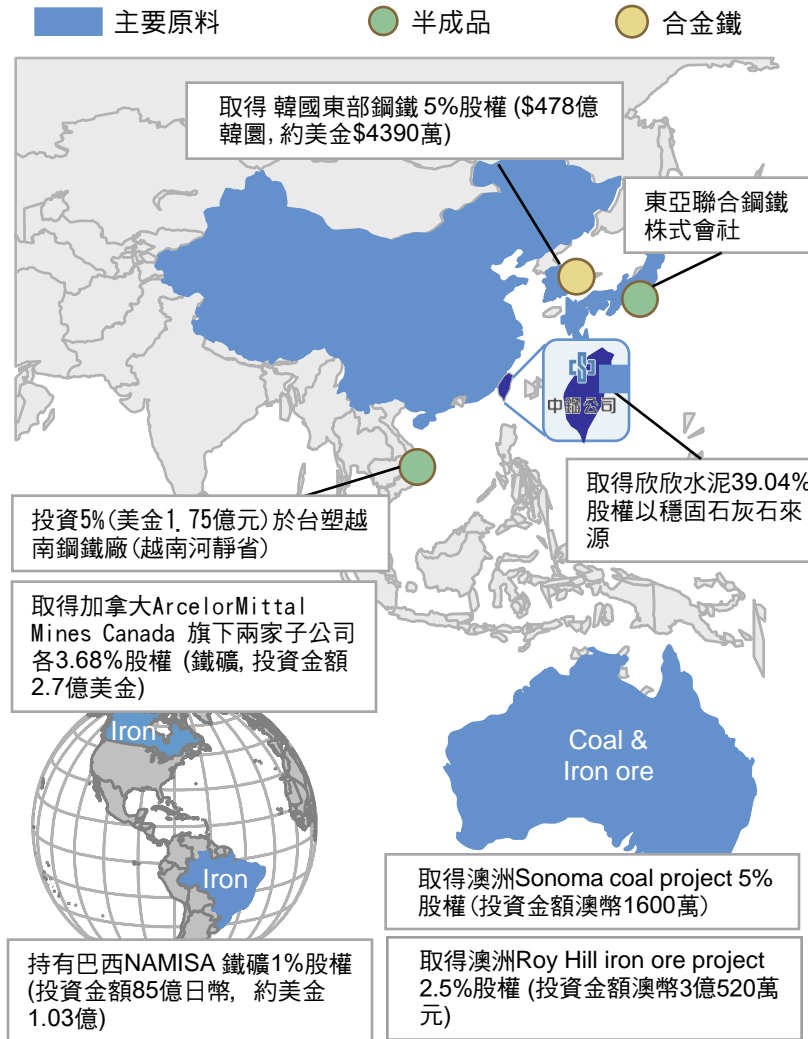 主要原料
半成品
合金鐵
取得 韓國東部鋼鐵 5%股權 ($478億
韓圜, 約美金$4390萬)
東亞聯合鋼鐵
株式會社
中鋼公司
取得欣欣水泥39.04%
股權以穩固石灰石來
源
投資5%(美金1.75億元)於台塑越
南鋼鐵廠(越南河靜省)
取得加拿大ArcelorMittal
Mines Canada 旗下兩家子公司
各3.68%股權 (鐵礦, 投資金額
2.7億美金)
Iron
Coal &
Iron ore
Iron
取得澳洲Sonoma coal project 5%
股權(投資金額澳幣1600萬)
持有巴西NAMISA 鐵礦1%股權
(投資金額85億日幣, 約美金
1.03億)
取得澳洲Roy Hill iron ore project
2.5%股權 (投資金額澳幣3億520萬
元)